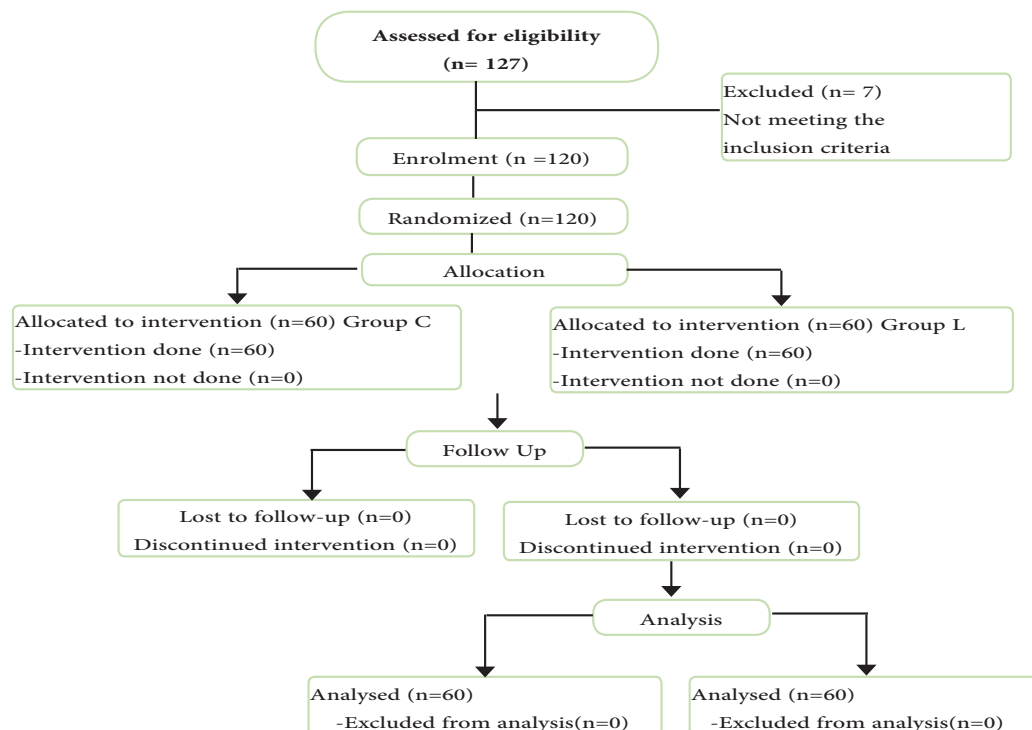 Assessed for eligibility
(n= 127)
Excluded (n= 7)
Not meeting the
inclusion criteria
Enrolment (n =120)
Randomized (n=120)
Allocation
Allocated to intervention (n=60) Group C
-Intervention done (n=60)
-Intervention not done (n=0)
Allocated to intervention (n=60) Group L
-Intervention done (n=60)
-Intervention not done (n=0)
Follow Up
Lost to follow-up (n=0)
Discontinued intervention (n=0)
Lost to follow-up (n=0)
Discontinued intervention (n=0)
Analysis
Analysed (n=60)
-Excluded from analysis(n=0)
Analysed (n=60)
-Excluded from analysis(n=0)